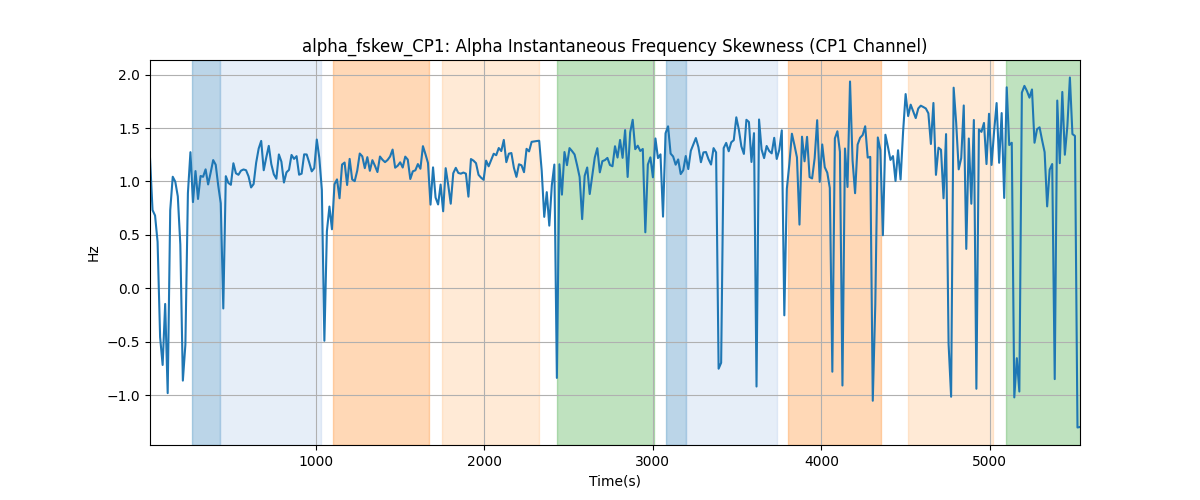 alpha_fskew_CP1: Alpha Instantaneous Frequency Skewness (CP1 Channel)
2.0
1.5
1.0
0.5
0.0
−0.5
−1.0
Hz
1000 2000 3000 4000 5000
Time(s)